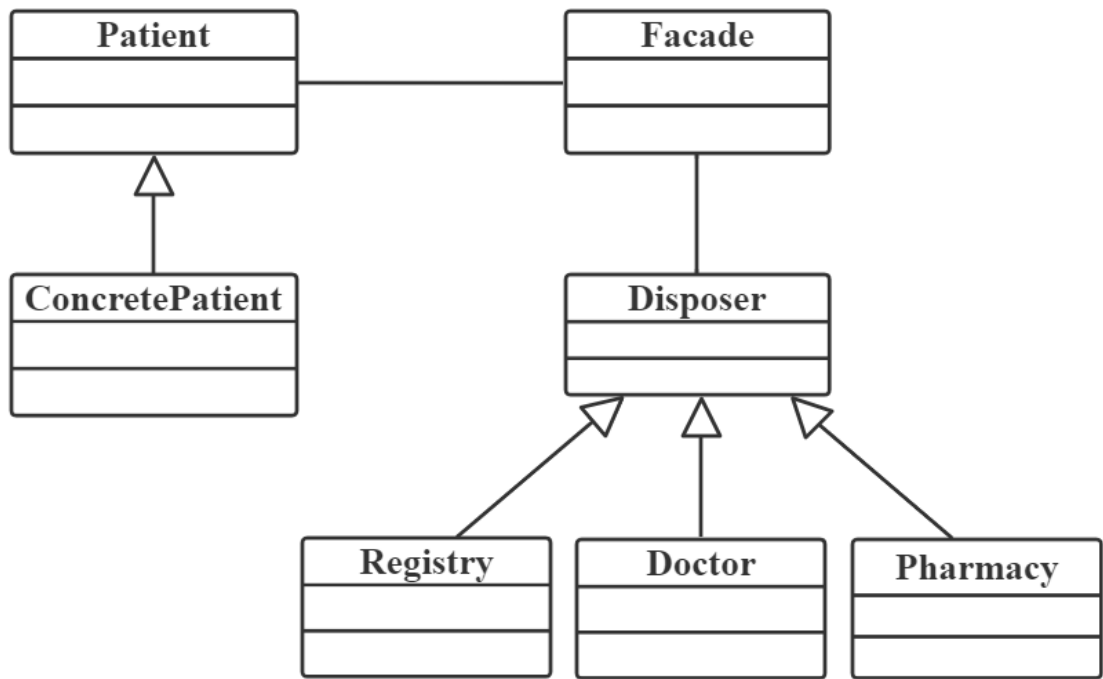 Patient
Facade
ConcretePatient
Disposer
Registry
Doctor
Pharmacy